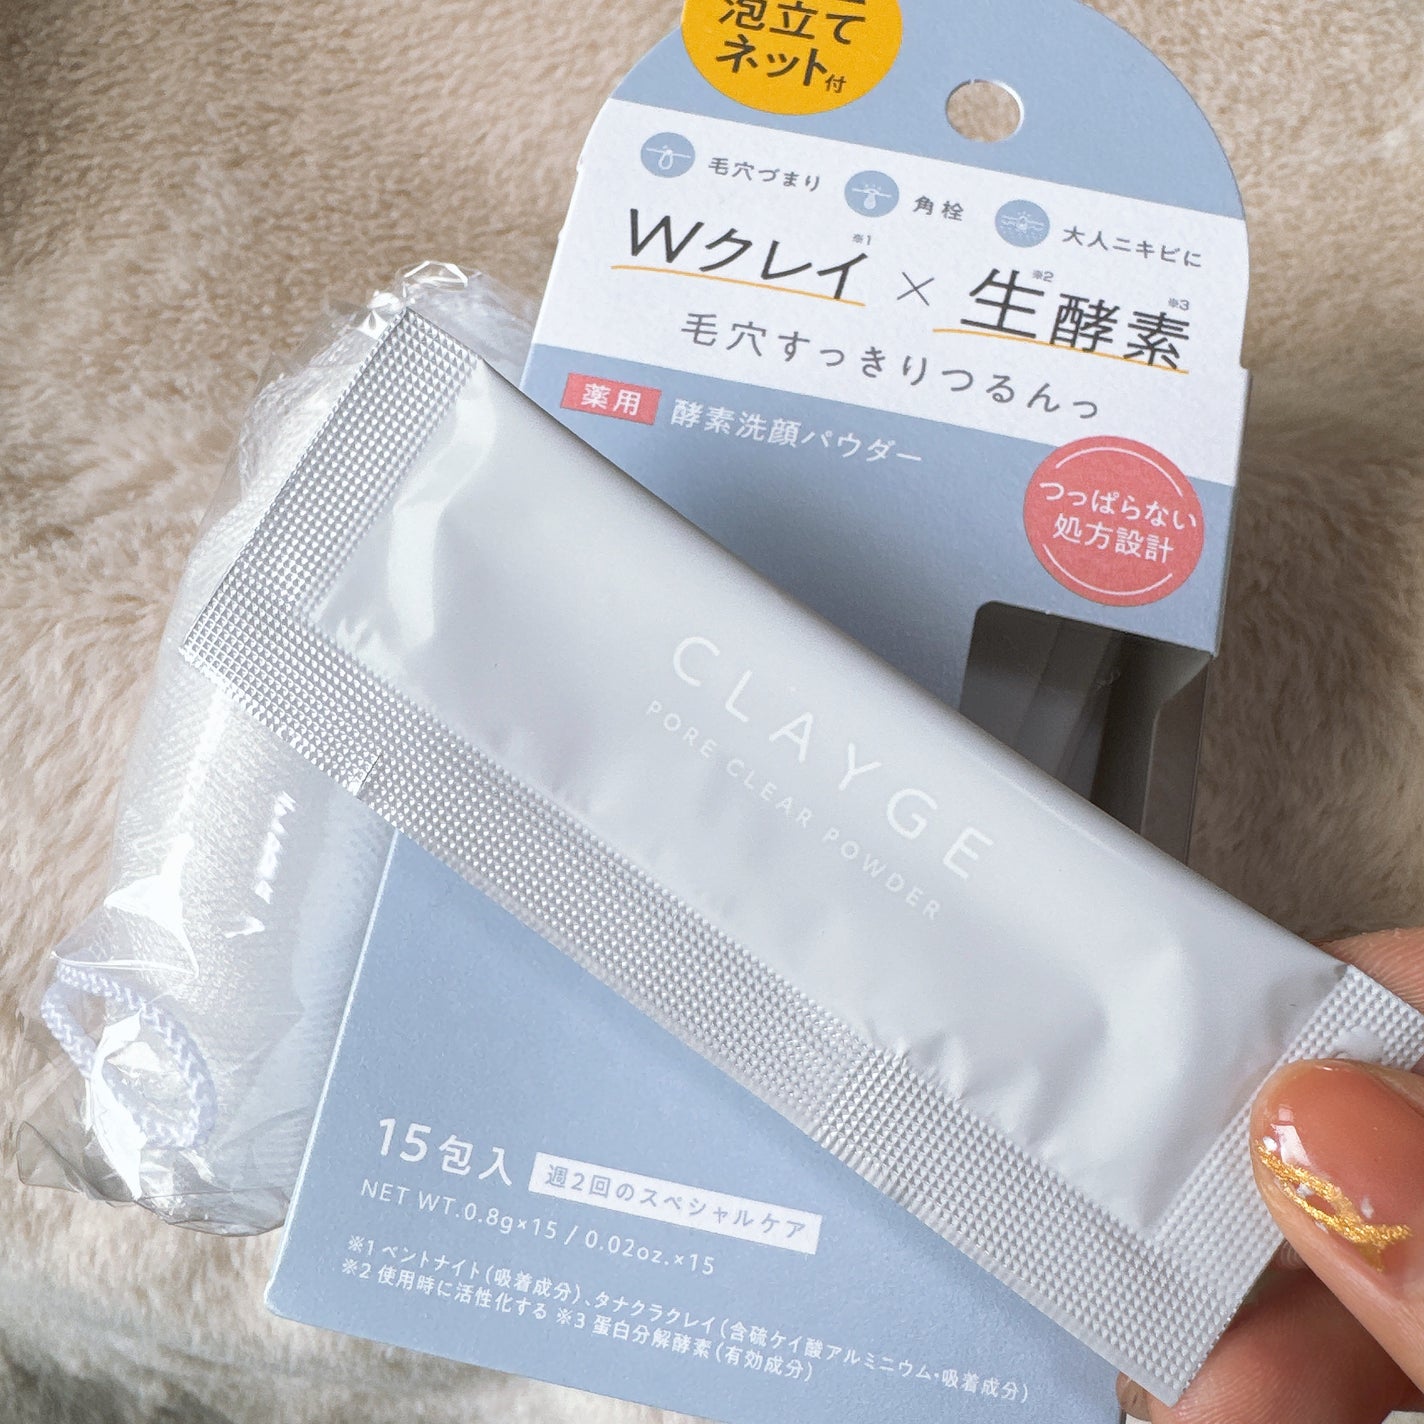 泡立て
ネット付
毛穴づまり
角栓
大人ニキビに
Wクレイ※1 × 生※2酵素※3
毛穴すっきりつるんっ
薬用 酵素洗顔パウダー
つっぱらない
処方設計
CLAYGE
PORE CLEAR POWDER
15包入 週2回のスペシャルケア
NET WT.0.8g×15 / 0.02oz.×15
※1 ベントナイト(吸着成分)、タナクラクレイ(含硫ケイ酸アルミニウム・吸着成分)
※2 使用時に活性化する ※3 蛋白分解酵素(有効成分)